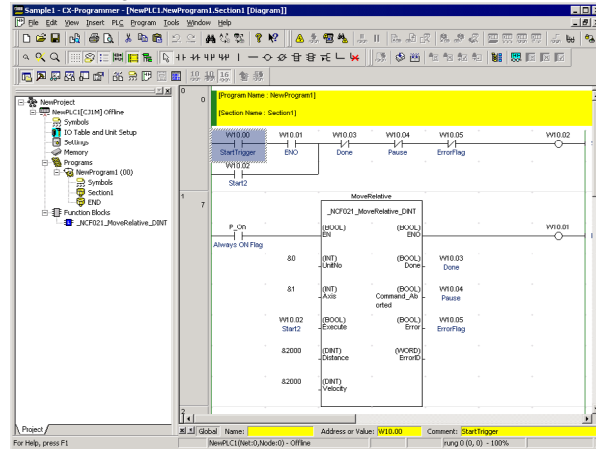 Sample1 - CX-Programmer - [NewPLC1.NewProgram1.Section1 [Diagram]]
File Edit View Insert PLC Program Tools Window Help
NewProject
NewPLC1[CJ1M] Offline
Symbols
IO Table and Unit Setup
Settings
Memory
Programs
NewProgram1 (00)
Symbols
Section1
END
Function Blocks
_NCF021_MoveRelative_DINT
Project
0
0
[Program Name : NewProgram1]
[Section Name : Section1]
W10.00 W10.01 W10.03 W10.04 W10.05 W10.02
StartTrigger ENO Done Pause ErrorFlag
W10.02
Start2
1
7
MoveRelative
_NCF021_MoveRelative_DINT
P_On (BOOL) (BOOL) W10.01
EN ENO
Always ON Flag
&0 (INT) (BOOL) W10.03
UnitNo Done Done
&1 (INT) (BOOL) W10.04
Axis Command_Ab Pause
orted
W10.02 (BOOL) (BOOL) W10.05
Start2 Execute Error ErrorFlag
&2000 (DINT) (WORD)
Distance ErrorID
&2000 (DINT)
Velocity
2
Global Name: Address or Value: W10.00 Comment: StartTrigger
For Help, press F1 NewPLC1(Net:0,Node:0) - Offline rung 0 (0, 0) - 100%